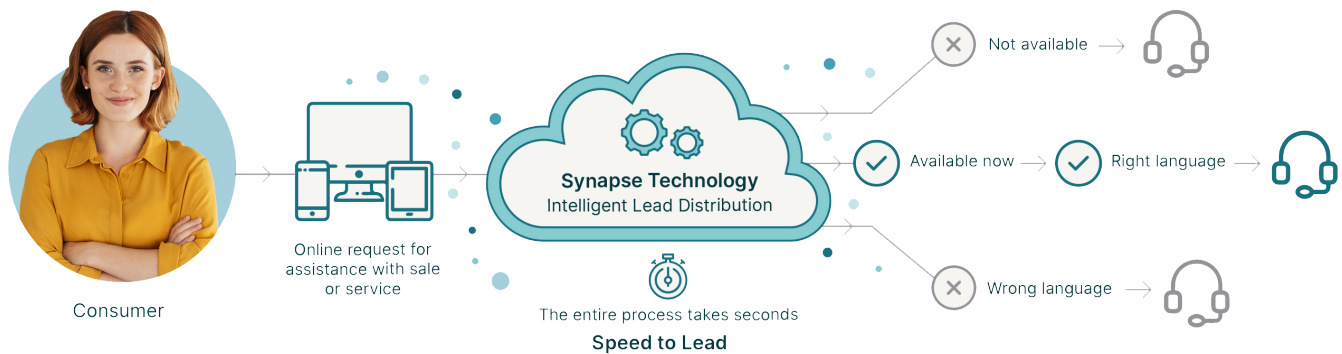 Consumer
Online request for
assistance with sale
or service
Synapse Technology
Intelligent Lead Distribution
The entire process takes seconds
Speed to Lead
Not available
Available now
Right language
Wrong language